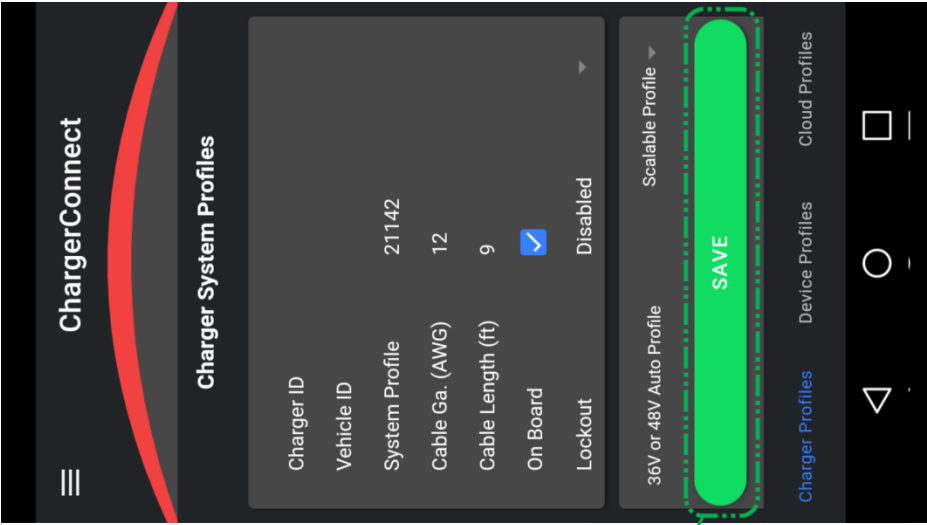 ChargerConnect
Charger System Profiles
Charger ID
Vehicle ID
System Profile 21142
Cable Ga. (AWG) 12
Cable Length (ft) 9
On Board
Lockout Disabled
36V or 48V Auto Profile Scalable Profile
SAVE
Charger Profiles Device Profiles Cloud Profiles